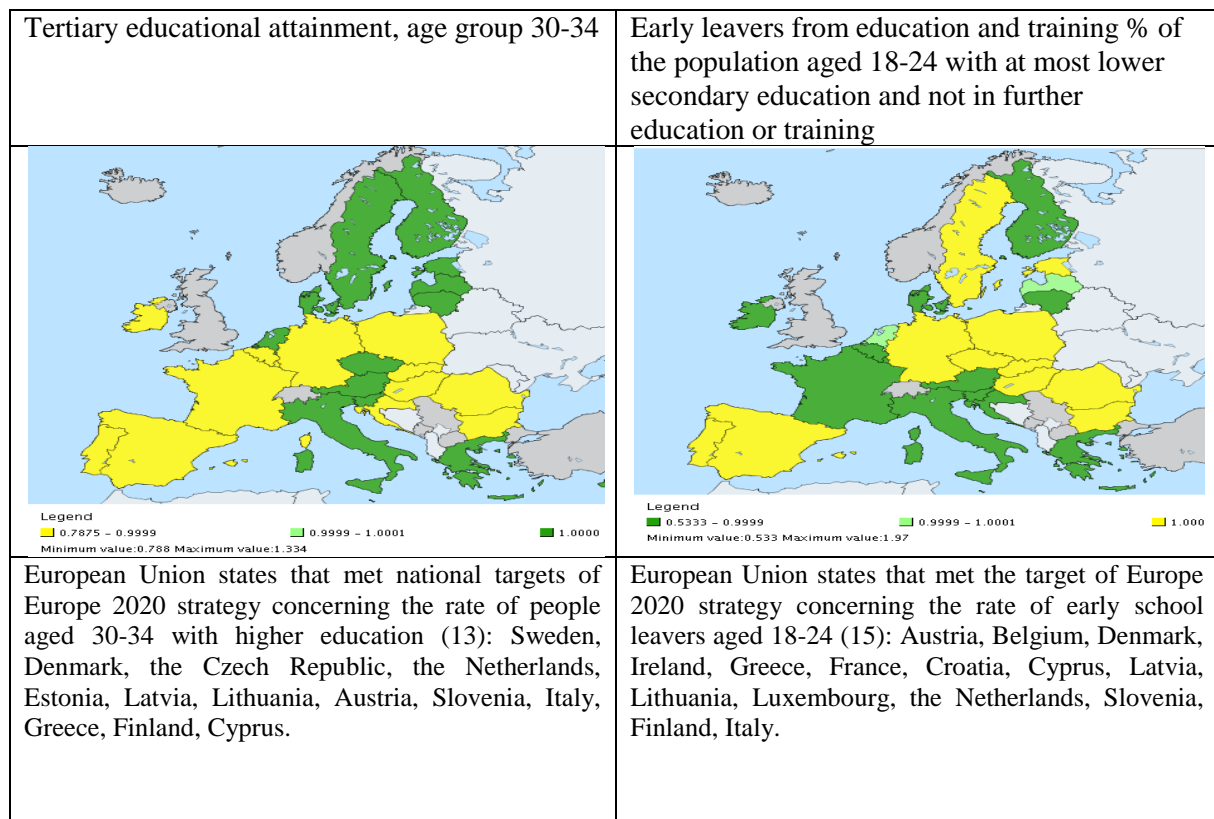 Tertiary educational attainment, age group 30-34
Early leavers from education and training % of
the population aged 18-24 with at most lower
secondary education and not in further
education or training
Legend
0.7875 - 0.9999 0.9999 - 1.0001 1.0000
Minimum value:0.788 Maximum value:1.334
Legend
0.5333 - 0.9999 0.9999 - 1.0001 1.000
Minimum value:0.533 Maximum value:1.97
European Union states that met national targets of
Europe 2020 strategy concerning the rate of people
aged 30-34 with higher education (13): Sweden,
Denmark, the Czech Republic, the Netherlands,
Estonia, Latvia, Lithuania, Austria, Slovenia, Italy,
Greece, Finland, Cyprus.
European Union states that met the target of Europe
2020 strategy concerning the rate of early school
leavers aged 18-24 (15): Austria, Belgium, Denmark,
Ireland, Greece, France, Croatia, Cyprus, Latvia,
Lithuania, Luxembourg, the Netherlands, Slovenia,
Finland, Italy.